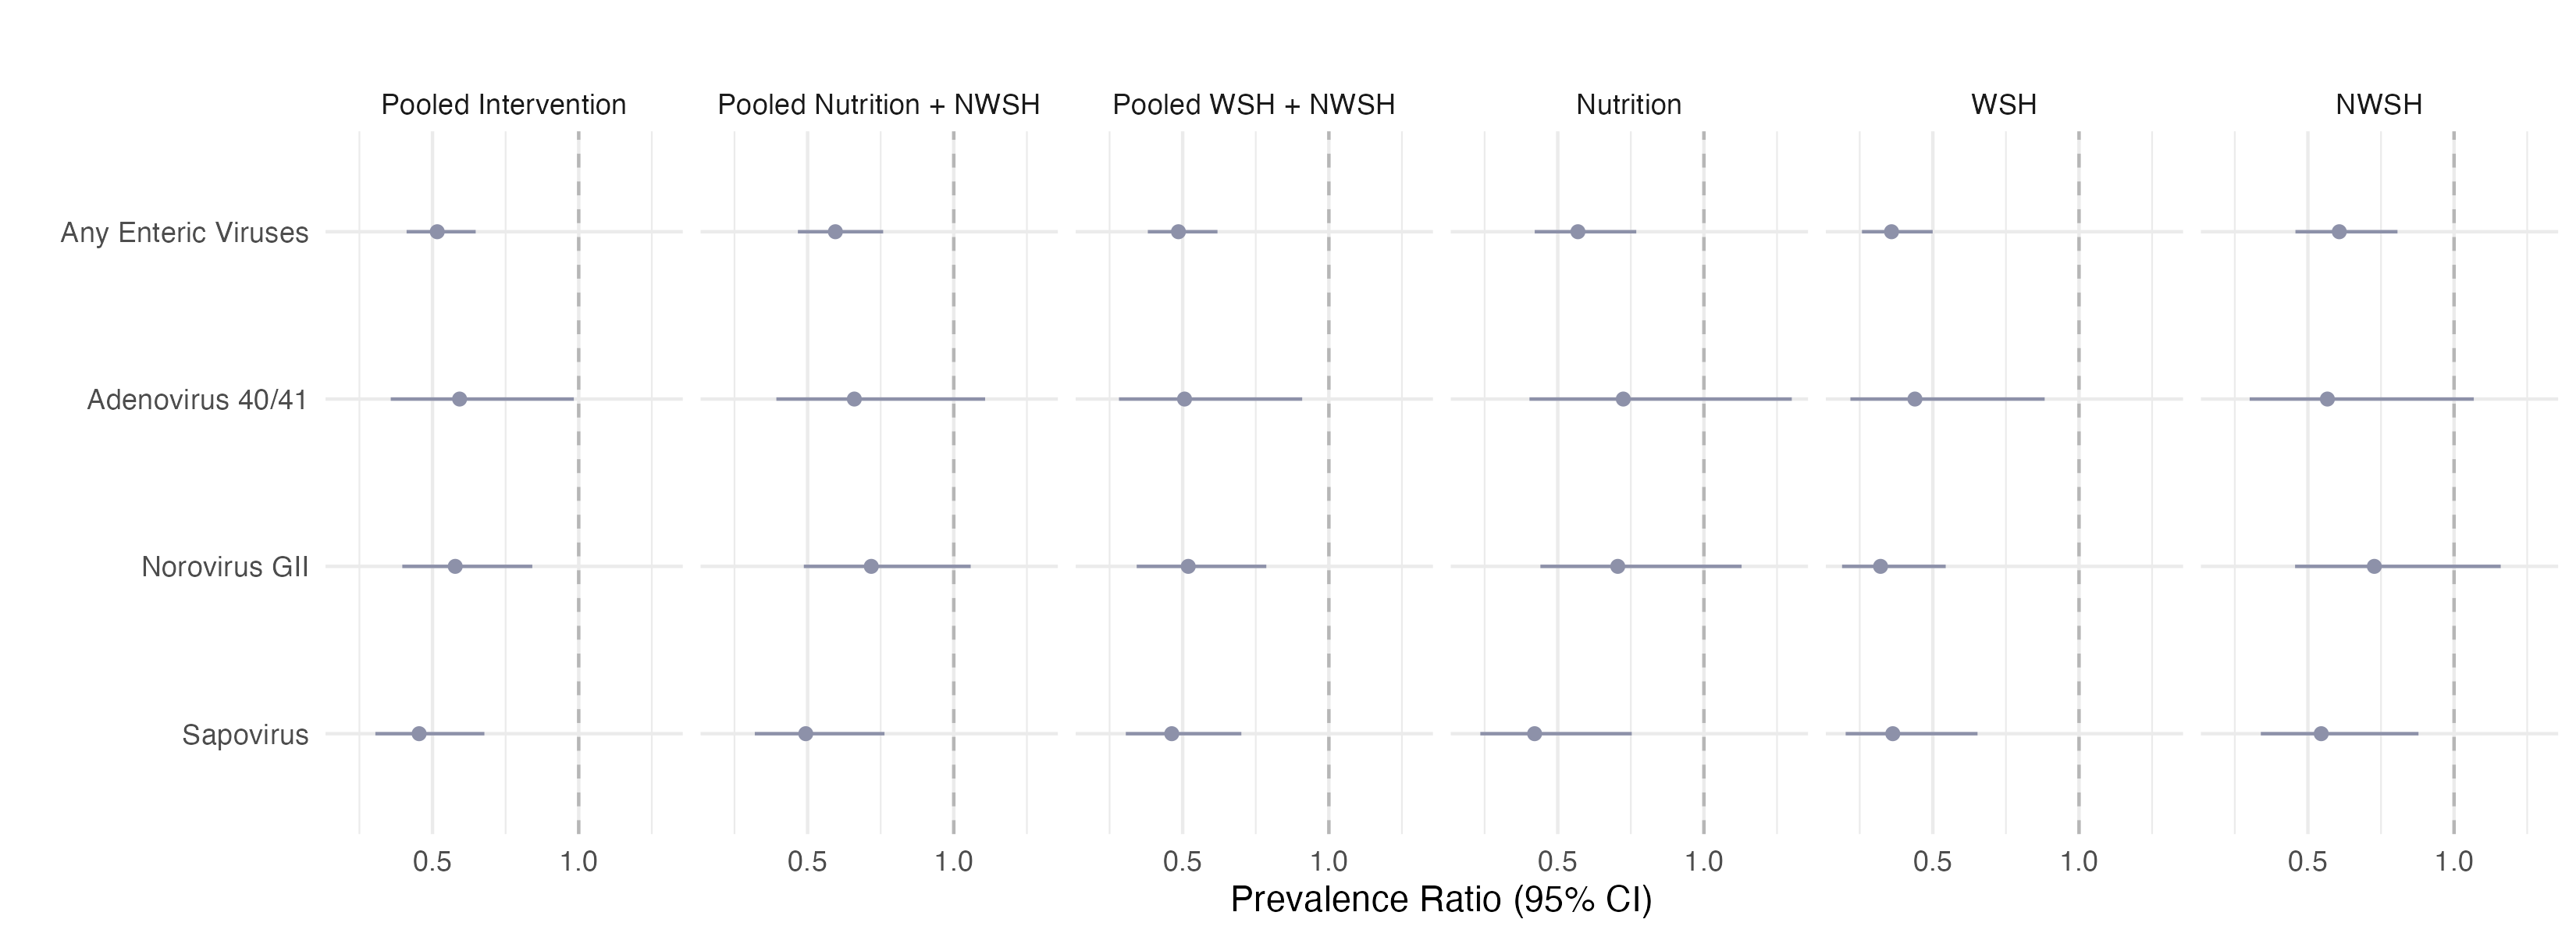 Pooled Intervention Pooled Nutrition + NWSH Pooled WSH + NWSH Nutrition WSH NWSH
Any Enteric Viruses
Adenovirus 40/41
Norovirus GII
Sapovirus
0.5 1.0 0.5 1.0 0.5 1.0 0.5 1.0 0.5 1.0 0.5 1.0
Prevalence Ratio (95% CI)